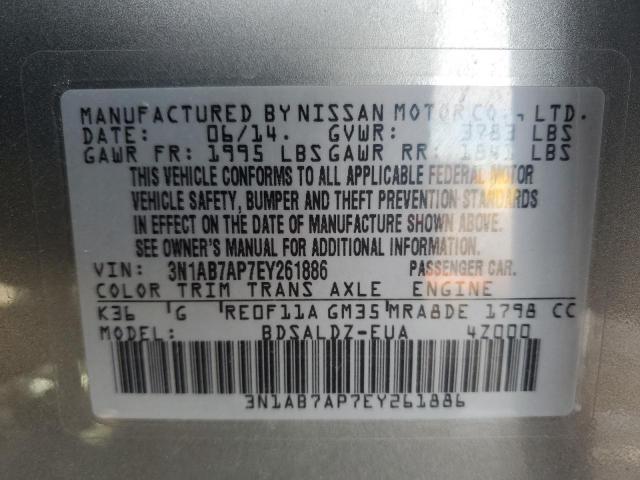 MANUFACTURED BY NISSAN MOTOR CO., LTD.
DATE: 06/14. GVWR: 3783 LBS
GAWR FR: 1995 LBS GAWR RR: 1841 LBS
THIS VEHICLE CONFORMS TO ALL APPLICABLE FEDERAL MOTOR
VEHICLE SAFETY, BUMPER AND THEFT PREVENTION STANDARDS
IN EFFECT ON THE DATE OF MANUFACTURE SHOWN ABOVE.
SEE OWNER'S MANUAL FOR ADDITIONAL INFORMATION.
VIN: 3N1AB7AP7EY261886 PASSENGER CAR.
COLOR TRIM TRANS AXLE ENGINE
K36 G RE0F11A GM35 MRA8DE 1798 CC
MODEL: BDSALDZ-EUA 4Z000
3N1AB7AP7EY261886